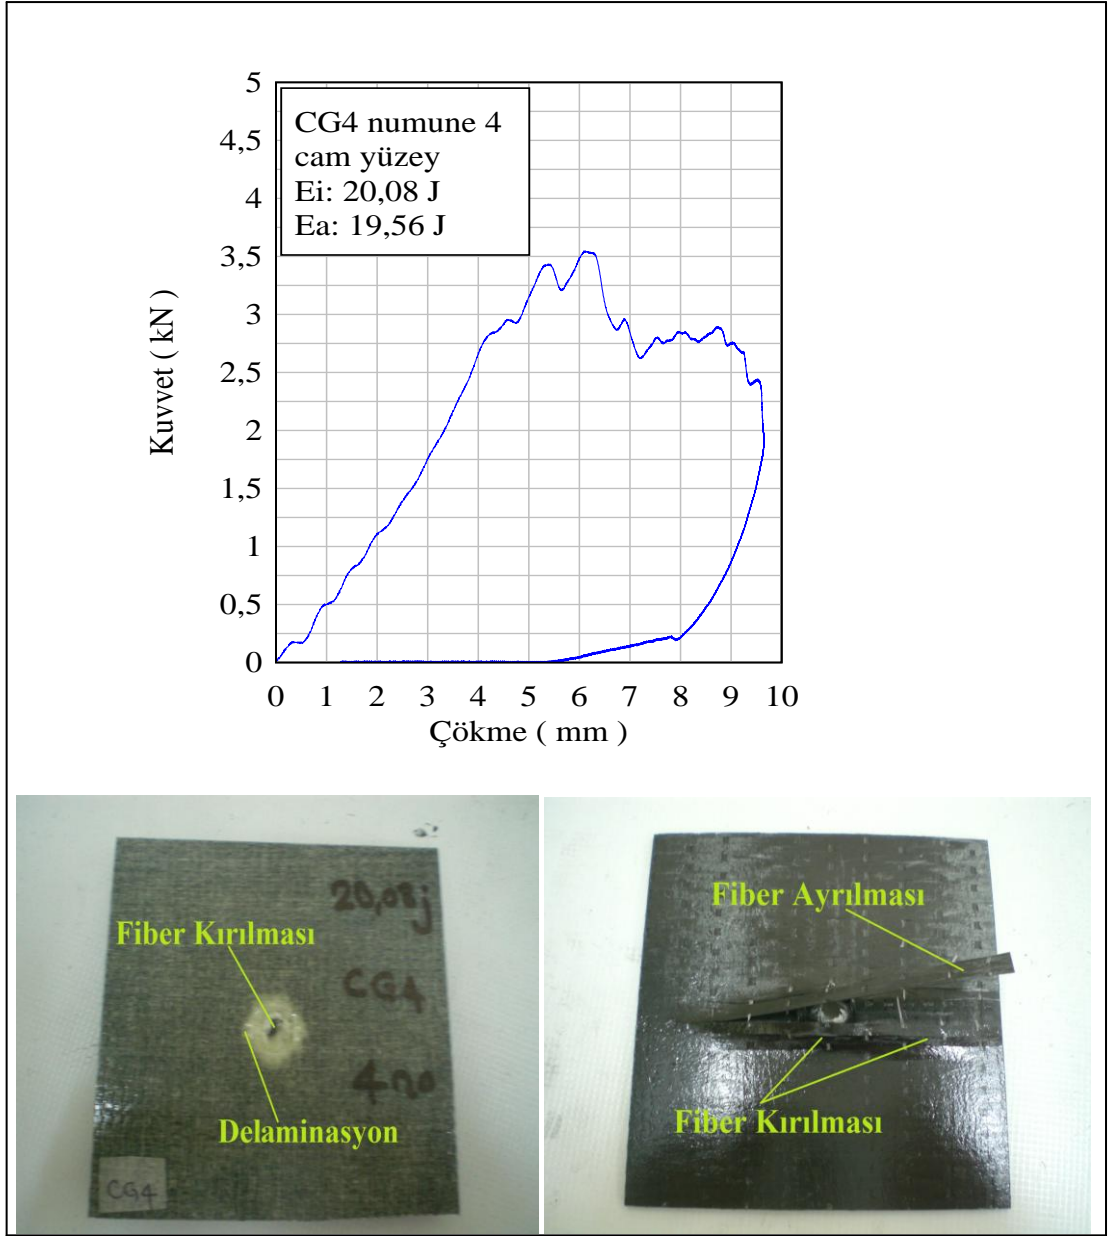 CG4 numune 4
cam yüzey
Ei: 20,08 J
Ea: 19,56 J
5
4,5
4
3,5
3
2,5
2
1,5
1
0,5
0
Kuvvet ( kN )
0 1 2 3 4 5 6 7 8 9 10
Çökme ( mm )
20,08j
Fiber Kırılması
CG4
4 no
Delaminasyon
CG4
Fiber Ayrılması
Fiber Kırılması